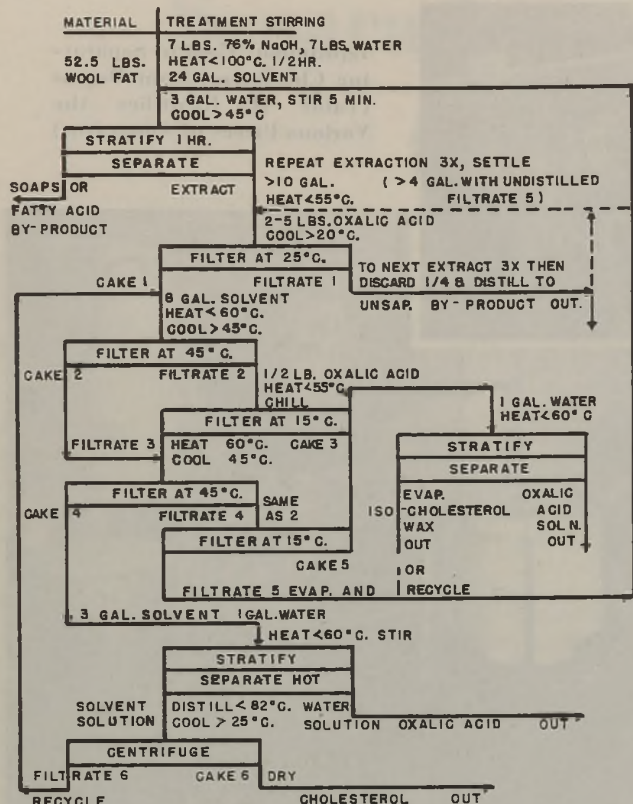 MATERIAL TREATMENT STIRRING
7 LBS. 76% NaOH, 7LBS. WATER
52.5 LBS. HEAT<100°C. 1/2HR.
WOOL FAT 24 GAL. SOLVENT
3 GAL. WATER, STIR 5 MIN.
COOL>45°C
STRATIFY 1HR.
SEPARATE
REPEAT EXTRACTION 3X, SETTLE
SOAPS OR EXTRACT >10 GAL. (>4 GAL. WITH UNDISTILLED
FATTY ACID HEAT<55°C. FILTRATE 5)
BY-PRODUCT
2-5 LBS. OXALIC ACID
COOL>20°C.
FILTER AT 25°C.
CAKE 1 FILTRATE 1 TO NEXT EXTRACT 3X THEN
DISCARD 1/4 & DISTILL TO
8 GAL. SOLVENT UNSAP. BY-PRODUCT OUT.
HEAT<60°C.
COOL>45°C.
FILTER AT 45°C.
CAKE 2 FILTRATE 2 1/2 LB. OXALIC ACID
HEAT<55°C
CHILL
1 GAL. WATER
HEAT<60°C
FILTER AT 15°C.
FILTRATE 3 HEAT 60°C. CAKE 3
COOL 45°C.
STRATIFY
SEPARATE
FILTER AT 45°C.
CAKE 4 FILTRATE 4 SAME
AS 2
EVAP. OXALIC
ISO-CHOLESTEROL ACID
WAX SOLN.
OUT OUT
FILTER AT 15°C.
CAKE 5
OR
FILTRATE 5 EVAP. AND RECYCLE
3 GAL. SOLVENT 1GAL.WATER
HEAT<60°C. STIR
STRATIFY
SEPARATE HOT
SOLVENT DISTILL<82°C. WATER
SOLUTION COOL>25°C. SOLUTION OXALIC ACID OUT
CENTRIFUGE
FILTRATE 6 CAKE 6 DRY
RECYCLE CHOLESTEROL OUT